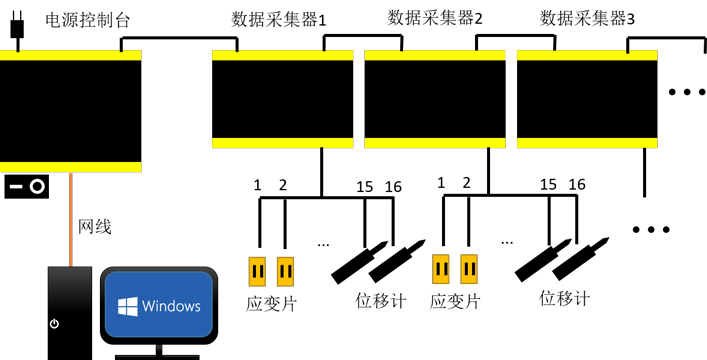 电源控制台
数据采集器1
数据采集器2
数据采集器3
1 2 15 16
1 2 15 16
网线
...
...
应变片 位移计 应变片 位移计
Windows